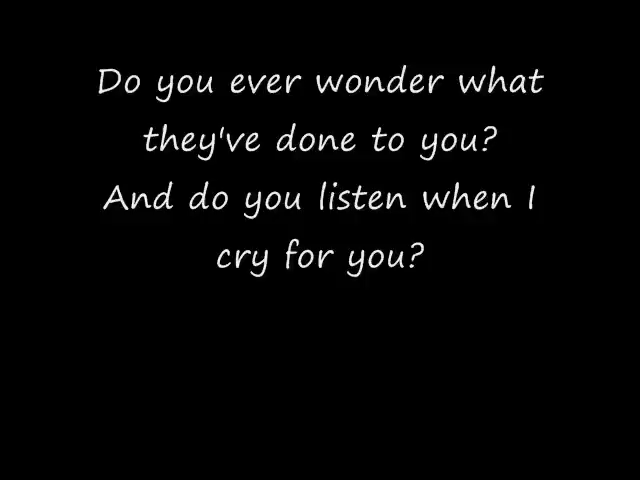 Do you ever wonder what
they've done to you?
And do you listen when I
cry for you?